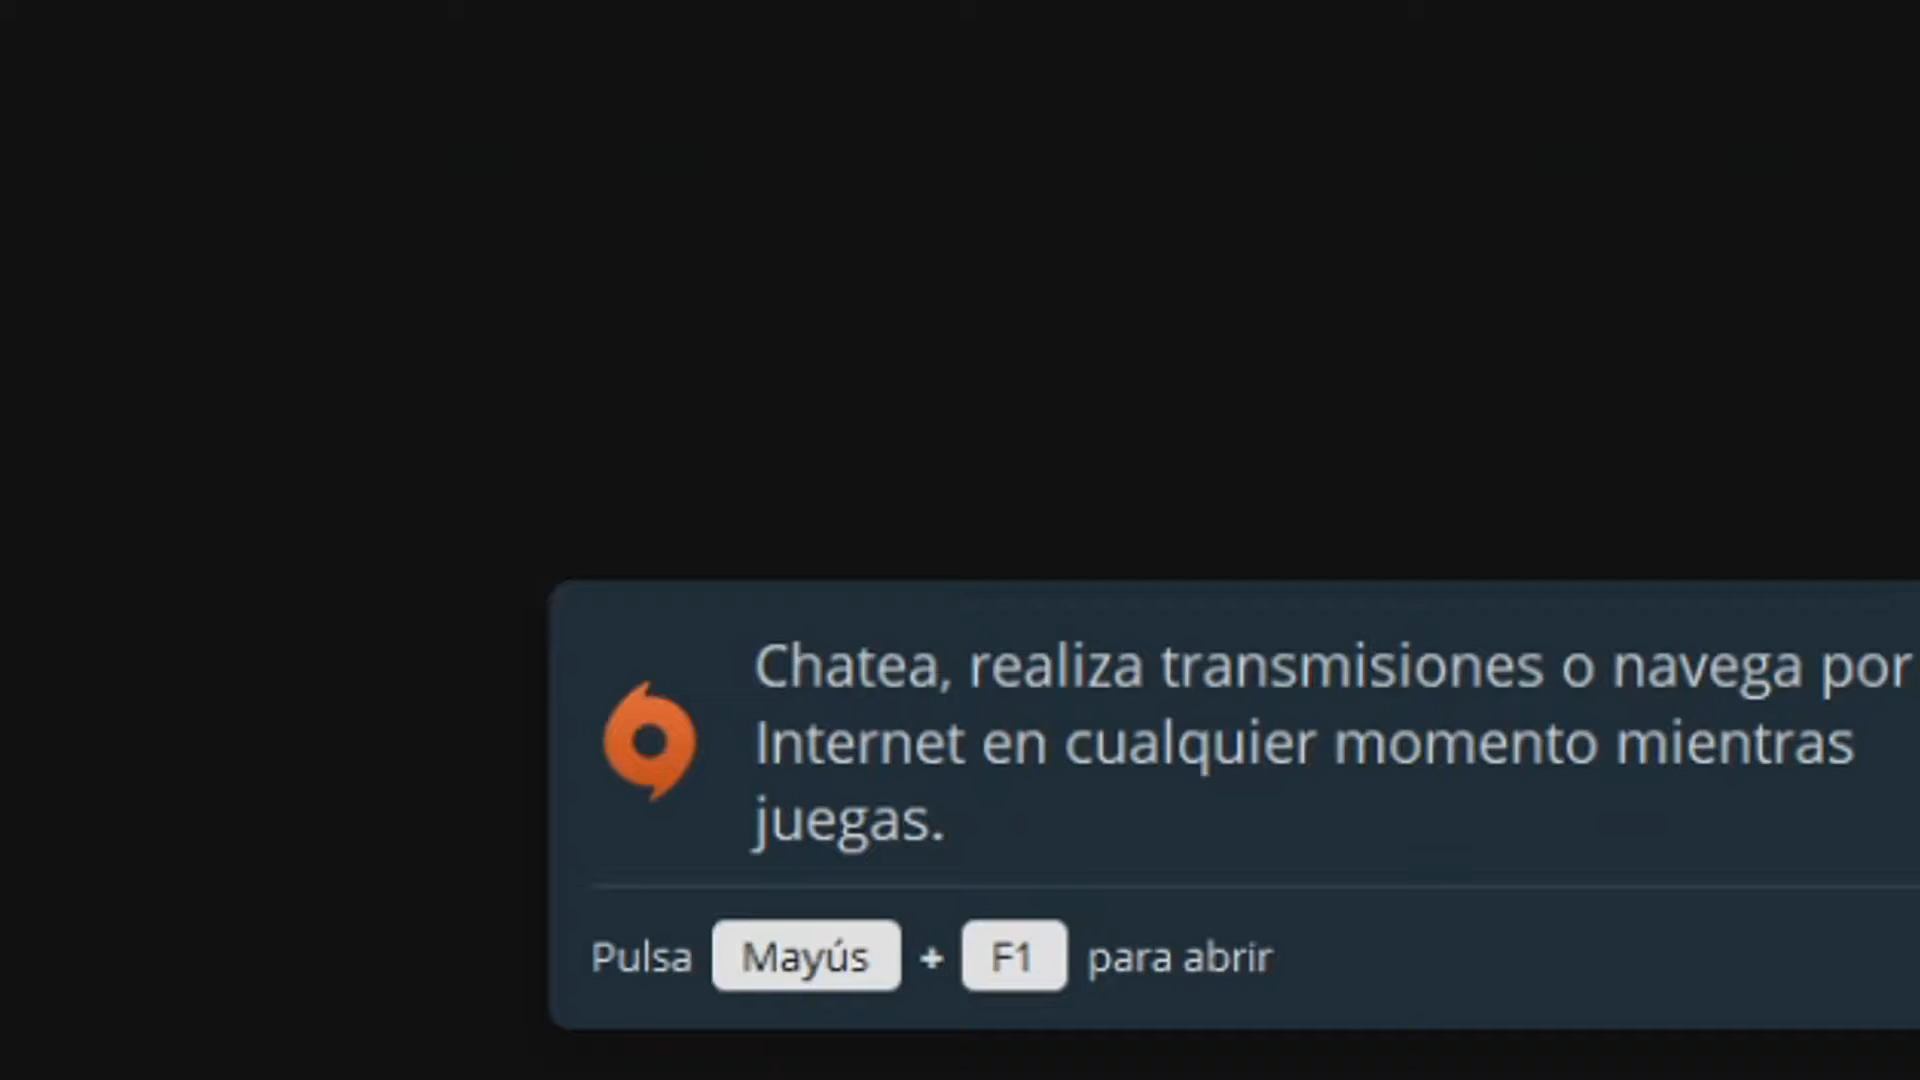 Chatea, realiza transmisiones o navega por
Internet en cualquier momento mientras
juegas.
Pulsa Mayús + F1 para abrir